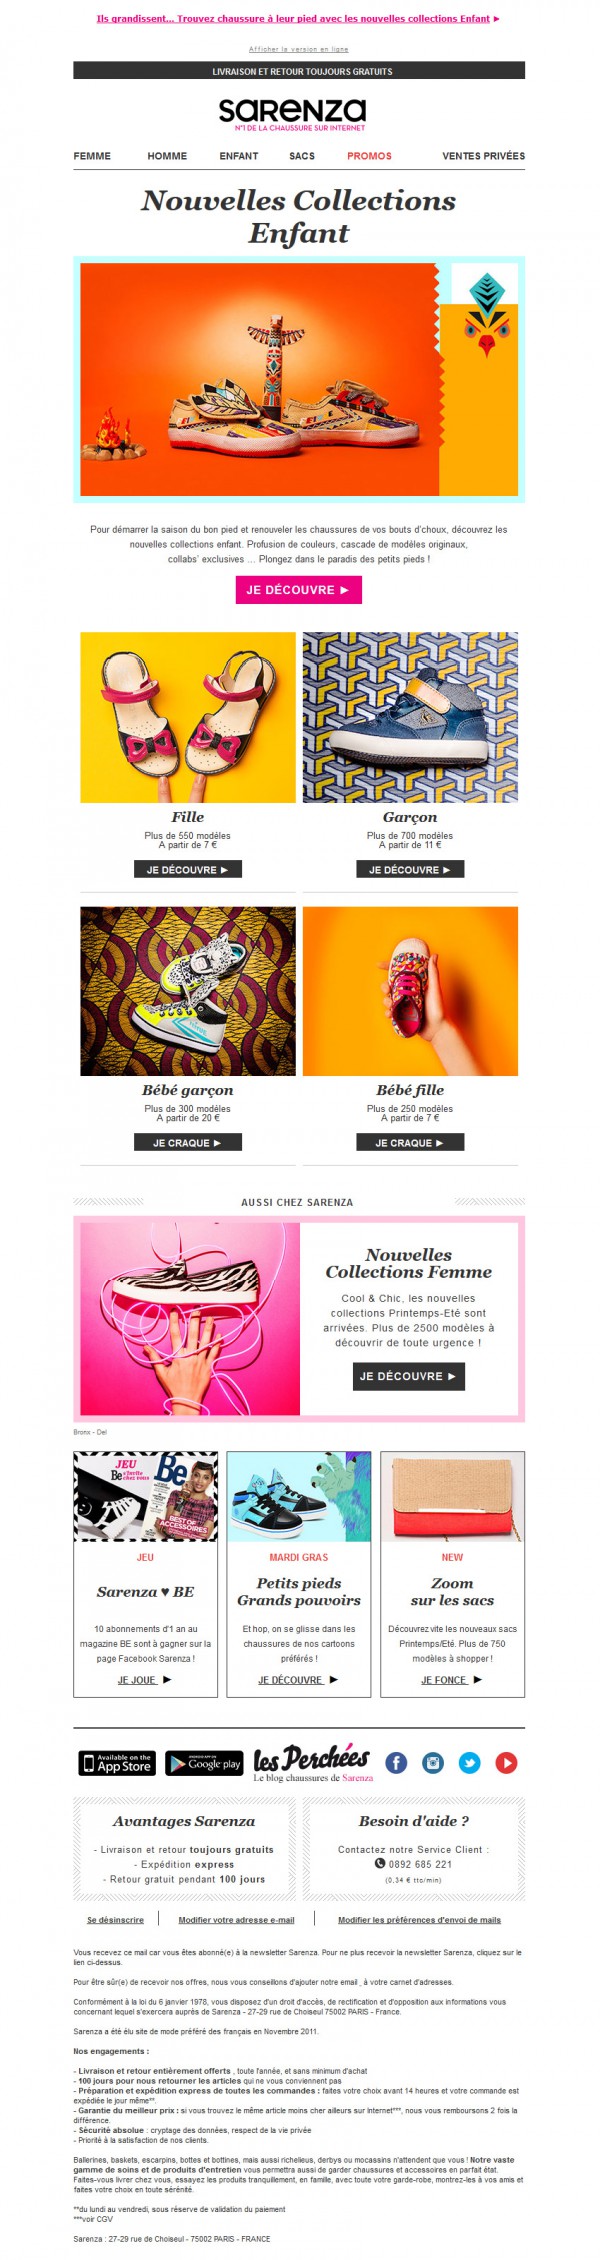 Ils grandissent... Trouvez chaussure à leur pied avec les nouvelles collections Enfant ►
Afficher la version en ligne
LIVRAISON ET RETOUR TOUJOURS GRATUITS
sarenza
N°1 DE LA CHAUSSURE SUR INTERNET
FEMME HOMME ENFANT SACS PROMOS VENTES PRIVÉES
Nouvelles Collections
Enfant
Pour démarrer la saison du bon pied et renouveler les chaussures de vos bouts d'choux, découvrez les
nouvelles collections enfant. Profusion de couleurs, cascade de modèles originaux,
collabs' exclusives ... Plongez dans le paradis des petits pieds !
JE DÉCOUVRE ►
Fille
Plus de 550 modèles
A partir de 7 €
JE DÉCOUVRE ►
Garçon
Plus de 700 modèles
A partir de 11 €
JE DÉCOUVRE ►
Bébé garçon
Plus de 300 modèles
A partir de 20 €
JE CRAQUE ►
Bébé fille
Plus de 250 modèles
A partir de 7 €
JE CRAQUE ►
AUSSI CHEZ SARENZA
Nouvelles
Collections Femme
Cool & Chic, les nouvelles
collections Printemps-Eté sont
arrivées. Plus de 2500 modèles à
découvrir de toute urgence !
JE DÉCOUVRE ►
Bronx - Dei
JEU
Be s'invite
chez vous
Be
BEST OF
ACCESSOIRES
JEU
Sarenza ♥ BE
10 abonnements d'1 an au
magazine BE sont à gagner sur la
page Facebook Sarenza !
JE JOUE ►
MARDI GRAS
Petits pieds
Grands pouvoirs
Et hop, on se glisse dans les
chaussures de nos cartoons
préférés !
JE DÉCOUVRE ►
NEW
Zoom
sur les sacs
Découvrez vite les nouveaux sacs
Printemps/Eté. Plus de 750
modèles à shopper !
JE FONCE ►
Available on the
App Store
ANDROID APP ON
Google play
les Perchées
Le blog chaussures de Sarenza
Avantages Sarenza
- Livraison et retour toujours gratuits
- Expédition express
- Retour gratuit pendant 100 jours
Besoin d'aide ?
Contactez notre Service Client :
0892 685 221
(0,34 € ttc/min)
Se désinscrire Modifier votre adresse e-mail Modifier les préférences d'envoi de mails
Vous recevez ce mail car vous êtes abonné(e) à la newsletter Sarenza. Pour ne plus recevoir la newsletter Sarenza, cliquez sur le
lien ci-dessus.
Pour être sûr(e) de recevoir nos offres, nous vous conseillons d'ajouter notre email , à votre carnet d'adresses.
Conformément à la loi du 6 janvier 1978, vous disposez d'un droit d'accès, de rectification et d'opposition aux informations vous
concernant lequel s'exercera auprès de Sarenza - 27-29 rue de Choiseul 75002 PARIS - France.
Sarenza a été élu site de mode préféré des français en Novembre 2011.
Nos engagements :
- Livraison et retour entièrement offerts , toute l'année, et sans minimum d'achat
- 100 jours pour nous retourner les articles qui ne vous conviennent pas
- Préparation et expédition express de toutes les commandes : faites votre choix avant 14 heures et votre commande est
expédiée le jour même**.
- Garantie du meilleur prix : si vous trouvez le même article moins cher ailleurs sur Internet***, nous vous remboursons 2 fois la
différence.
- Sécurité absolue : cryptage des données, respect de la vie privée
- Priorité à la satisfaction de nos clients.
Ballerines, baskets, escarpins, bottes et bottines, mais aussi richelieus, derbys ou mocassins n'attendent que vous ! Notre vaste
gamme de soins et de produits d'entretien vous permettra aussi de garder chaussures et accessoires en parfait état.
Faites-vous livrer chez vous, essayez les produits tranquillement, en famille, avec toute votre garde-robe, montrez-les à vos amis et
faites votre choix en toute sérénité.
**du lundi au vendredi, sous réserve de validation du paiement
***voir CGV
Sarenza : 27-29 rue de Choiseul - 75002 PARIS - FRANCE